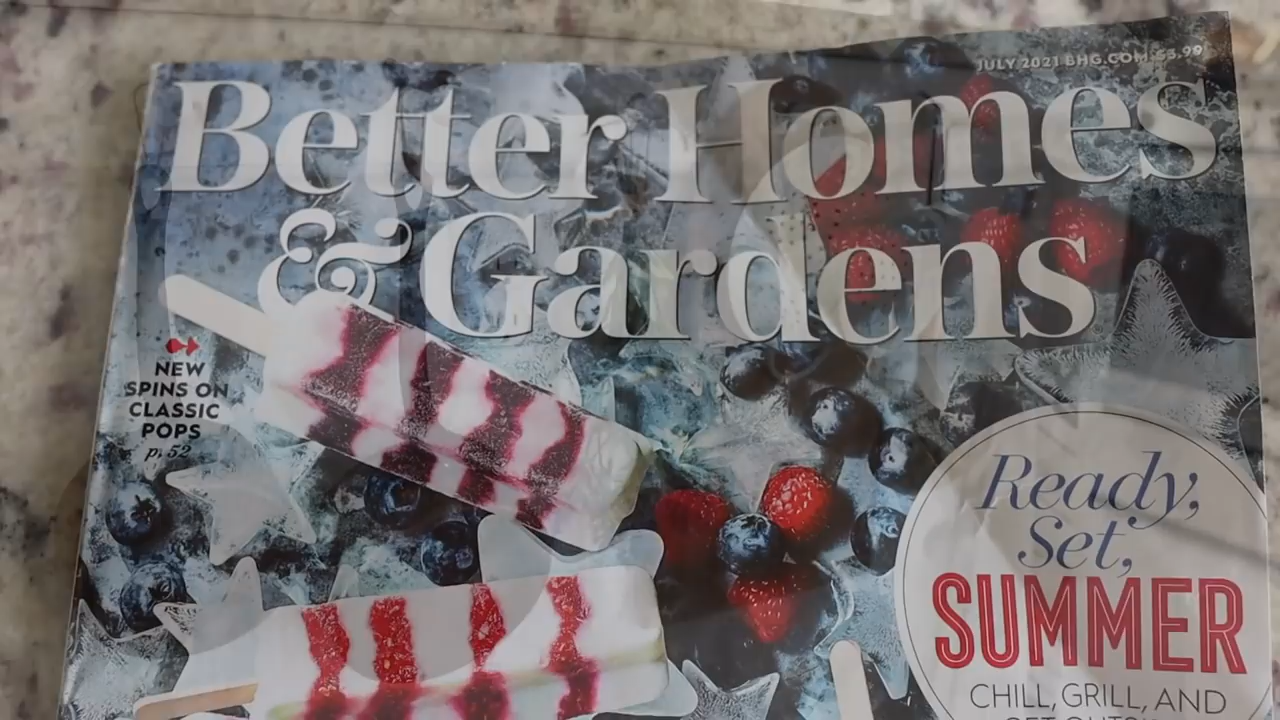 JULY 2021 BHG.COM $3.99
Better Homes
& Gardens
NEW
SPINS ON
CLASSIC
POPS
p. 52
Ready,
Set,
SUMMER
CHILL, GRILL, AND